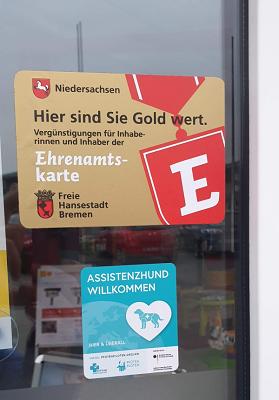 Niedersachsen
Hier sind Sie Gold wert.
Vergünstigungen für Inhabe-
rinnen und Inhaber der
Ehrenamts-
karte
E
Freie
Hansestadt
Bremen
ASSISTENZHUND
WILLKOMMEN
HIER & ÜBERALL
PFOTEN